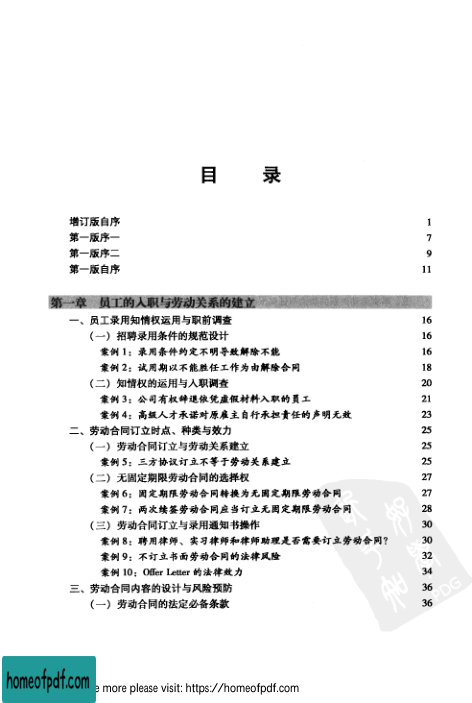 目 录
增订版自序 1
第一版序一 7
第一版序二 9
第一版自序 11
第一章 员工的入职与劳动关系的建立
一、员工录用知情权运用与职前调查 16
（一）招聘录用条件的规范设计 16
案例1：录用条件约定不明导致解除不能 16
案例2：试用期以不能胜任工作为由解除合同 18
（二）知情权的运用与入职调查 20
案例3：公司有权辞退依凭虚假材料入职的员工 21
案例4：高级人才承诺对原雇主自行承担责任的声明无效 23
二、劳动合同订立时点、种类与效力 25
（一）劳动合同订立与劳动关系建立 25
案例5：三方协议订立不等于劳动关系建立 25
（二）无固定期限劳动合同的选择权 27
案例6：固定期限劳动合同转换为无固定期限劳动合同 27
案例7：两次续签劳动合同应当订立无固定期限劳动合同 28
（三）劳动合同订立与录用通知书操作 30
案例8：聘用律师、实习律师和律师助理是否需要订立劳动合同？ 30
案例9：不订立书面劳动合同的法律风险 32
案例10：Offer Letter 的法律效力 34
三、劳动合同内容的设计与风险预防 36
（一）劳动合同的法定必备条款 36
PDG
homeofpdf.com
more please visit: https://homeofpdf.com